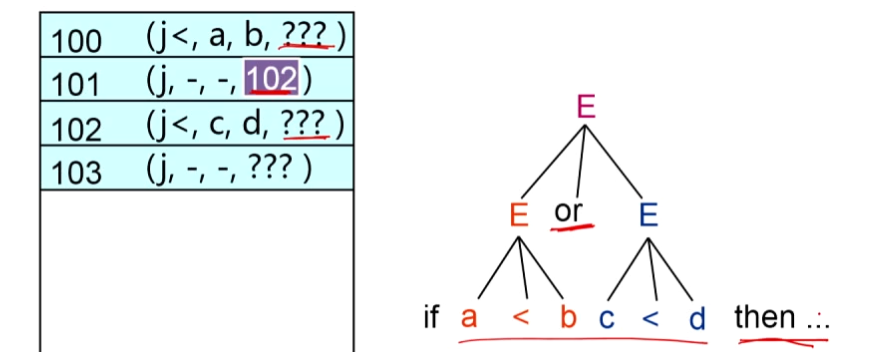 100 (j<, a, b, ???)
101 (j, -, -, 102)
102 (j<, c, d, ???)
103 (j, -, -, ???)
E
E or E
if a < b c < d then ...